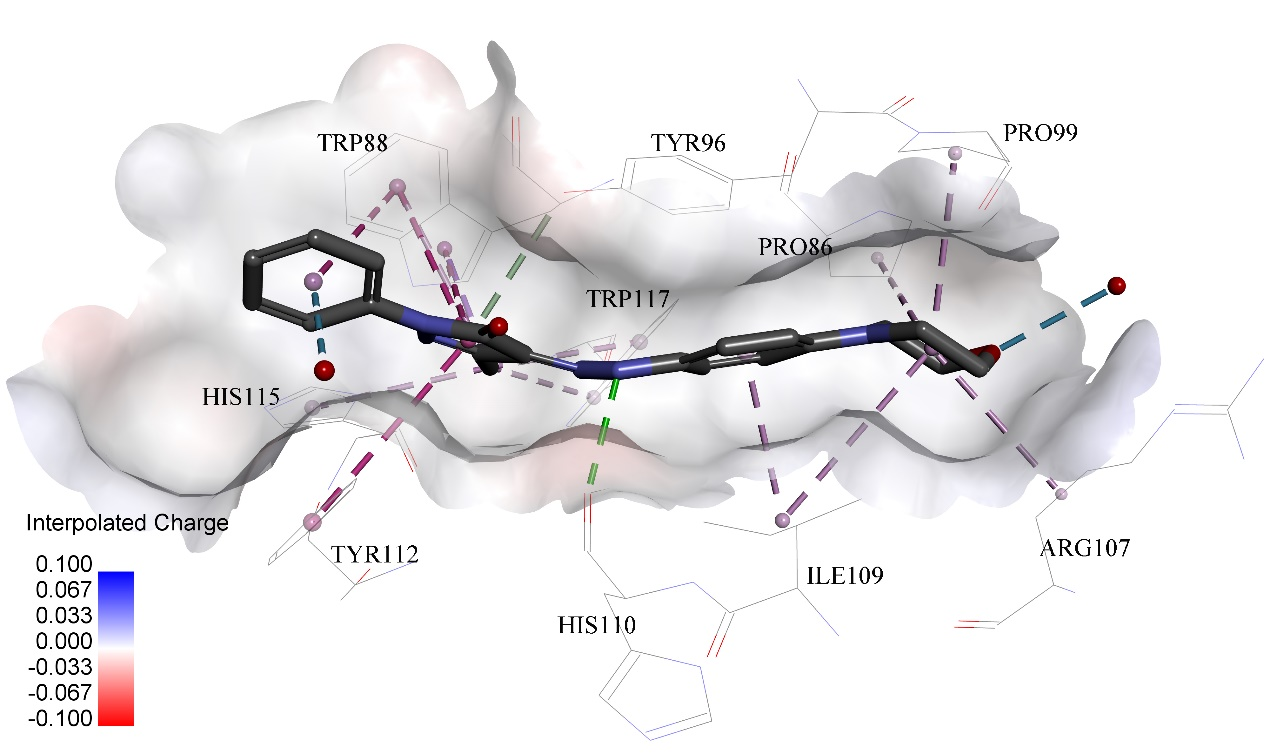 TRP88
TYR96
PRO99
PRO86
TRP117
HIS115
Interpolated Charge
TYR112
ARG107
ILE109
HIS110
0.100
0.067
0.033
0.000
-0.033
-0.067
-0.100